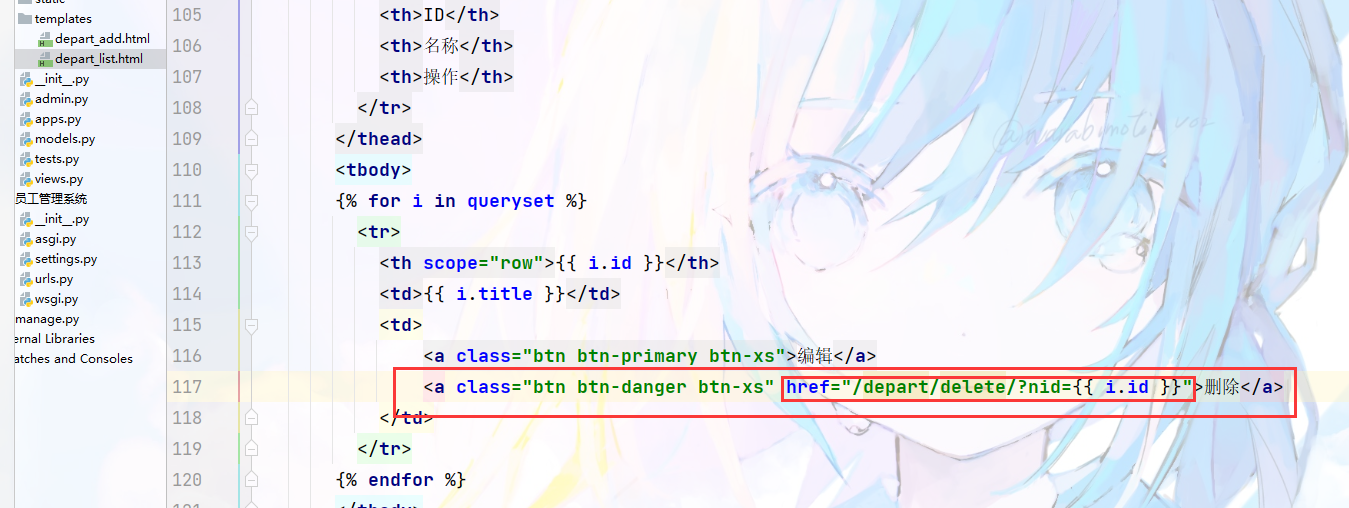 static
templates
depart_add.html
depart_list.html
__init__.py
admin.py
apps.py
models.py
tests.py
views.py
员工管理系统
__init__.py
asgi.py
settings.py
urls.py
wsgi.py
manage.py
ernal Libraries
atches and Consoles
105 <th>ID</th>
106 <th>名称</th>
107 <th>操作</th>
108 </tr>
109 </thead>
110 <tbody>
111 {% for i in queryset %}
112 <tr>
113 <th scope="row">{{ i.id }}</th>
114 <td>{{ i.title }}</td>
115 <td>
116 <a class="btn btn-primary btn-xs">编辑</a>
117 <a class="btn btn-danger btn-xs" href="/depart/delete/?nid={{ i.id }}">删除</a>
118 </td>
119 </tr>
120 {% endfor %}
121 </tbody>